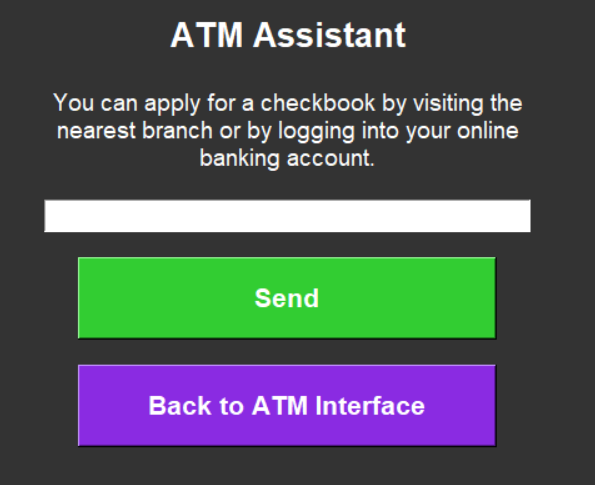 ATM Assistant
You can apply for a checkbook by visiting the
nearest branch or by logging into your online
banking account.
Send
Back to ATM Interface